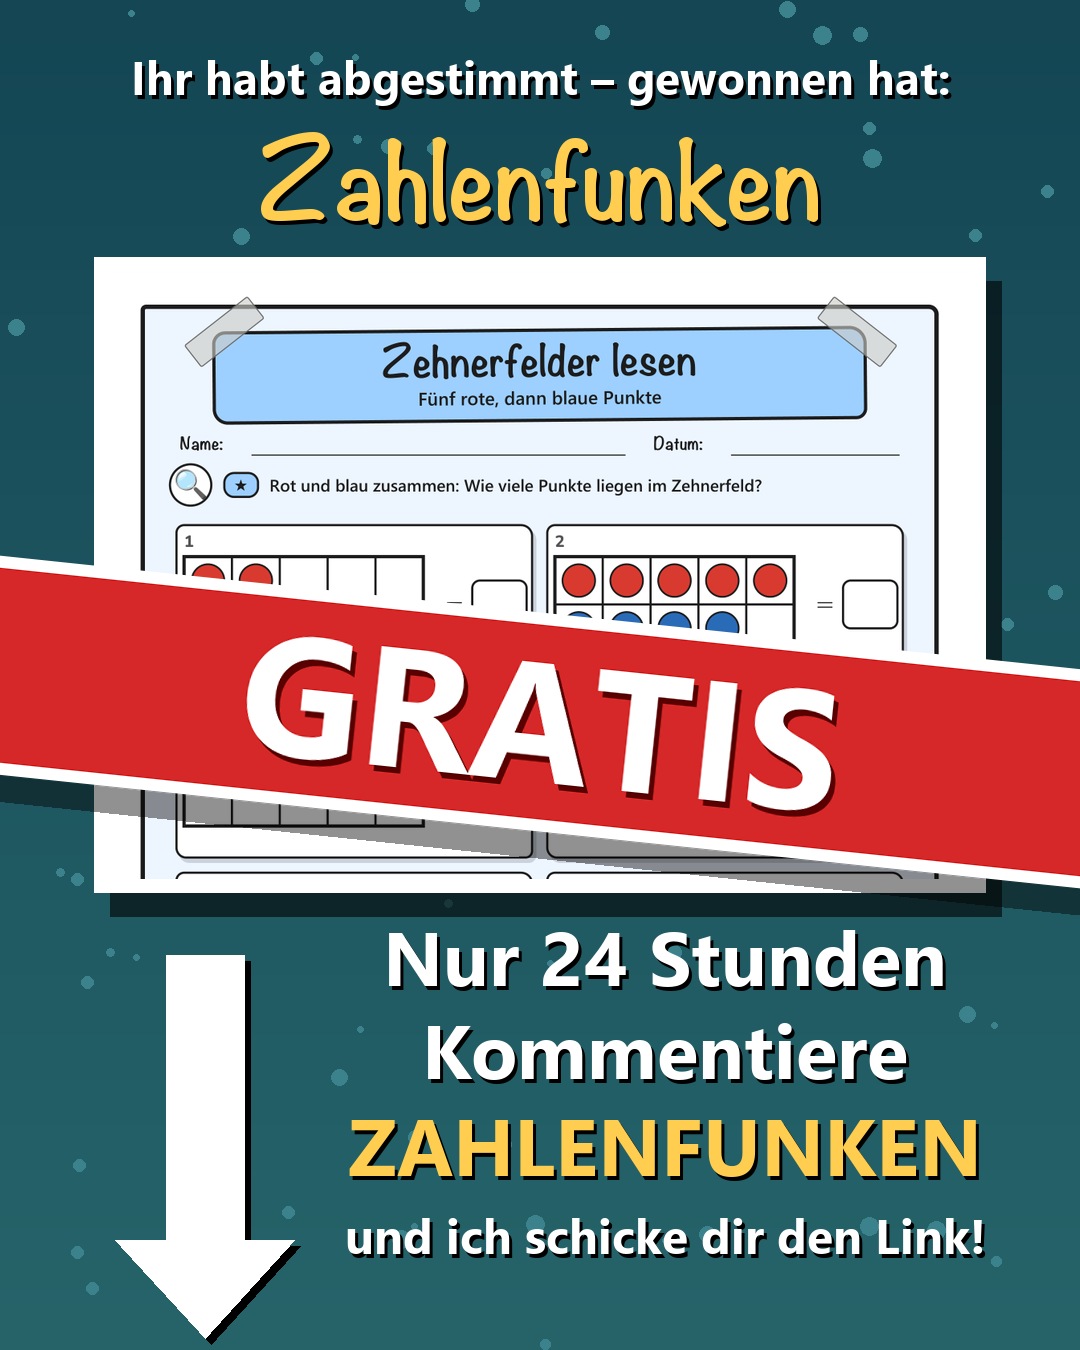 Ihr habt abgestimmt – gewonnen hat:
Zahlenfunken
Zehnerfelder lesen
Fünf rote, dann blaue Punkte
Name:
Datum:
Rot und blau zusammen: Wie viele Punkte liegen im Zehnerfeld?
1
2
=
=
GRATIS
Nur 24 Stunden
Kommentiere
ZAHLENFUNKEN
und ich schicke dir den Link!